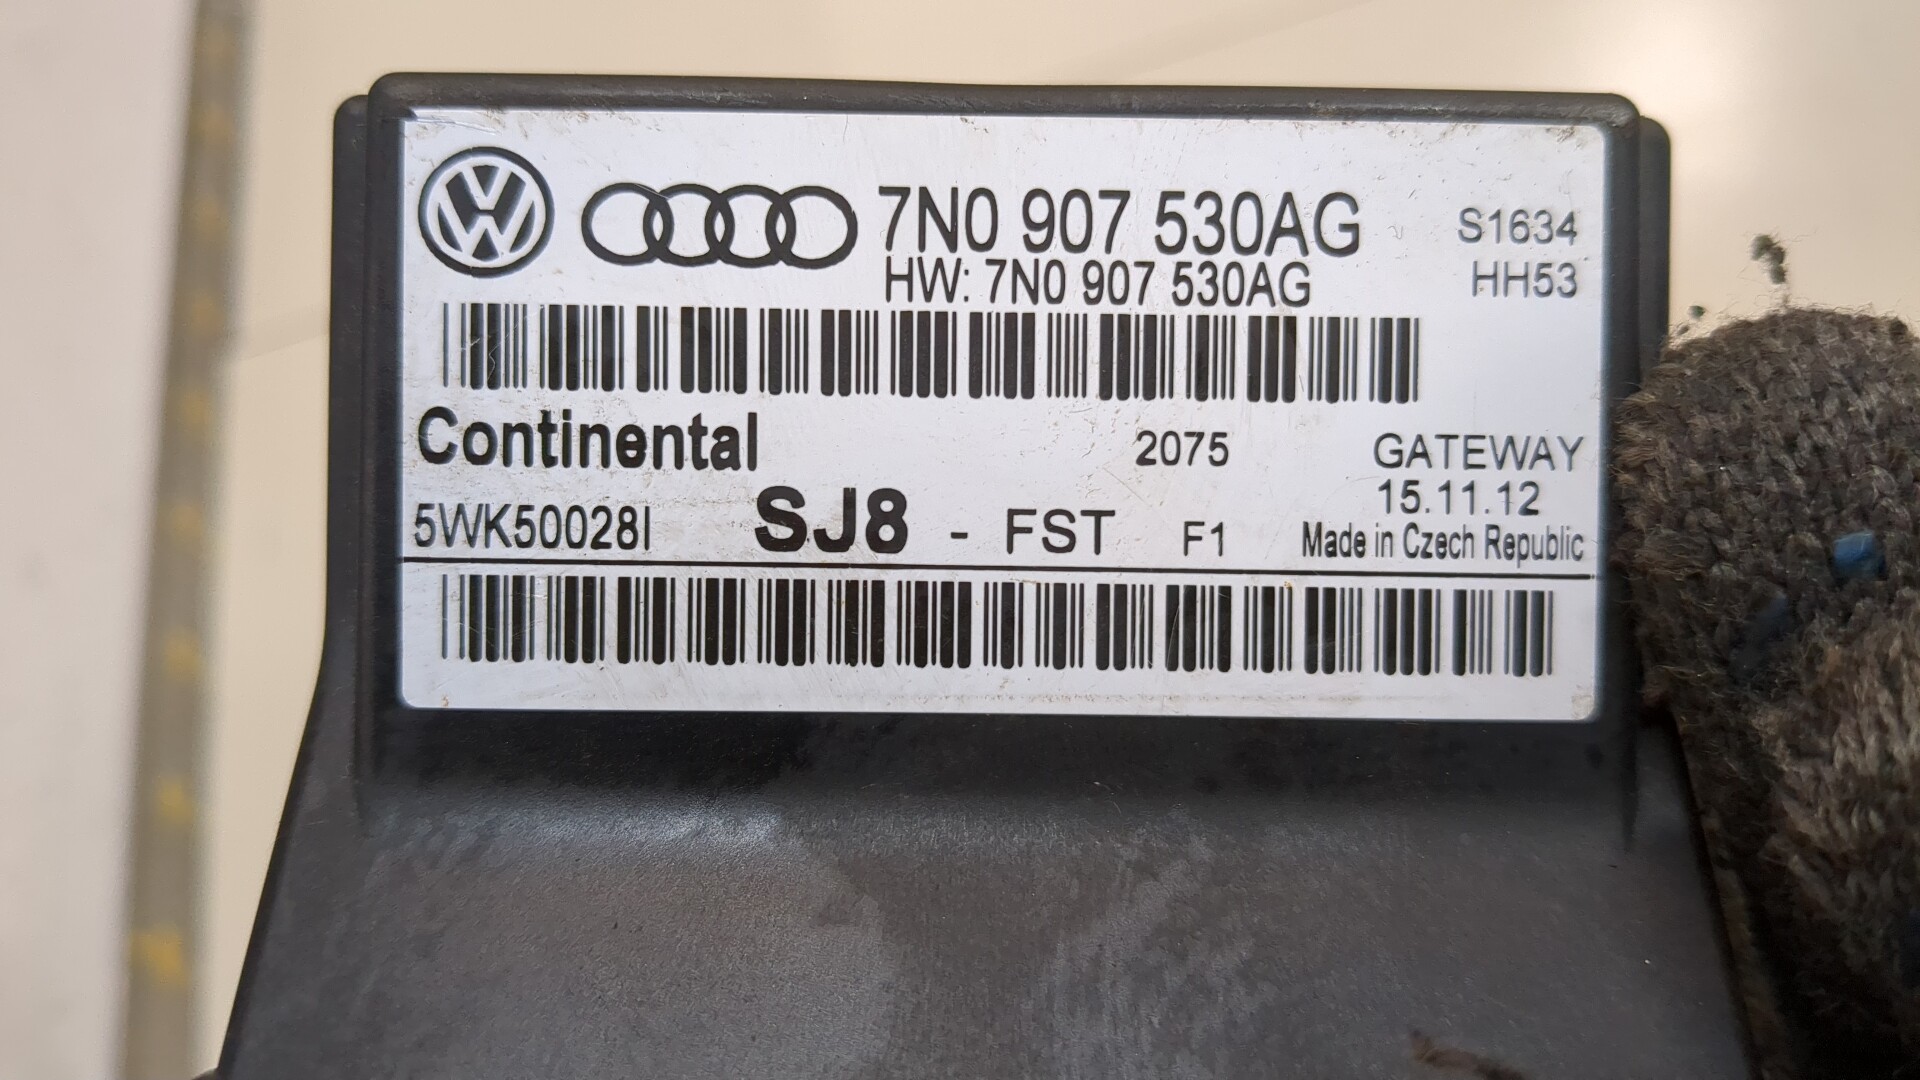 7N0 907 530AG S1634
HW: 7N0 907 530AG HH53
Continental 2075 GATEWAY
15.11.12
5WK50028I SJ8 - FST F1 Made in Czech Republic